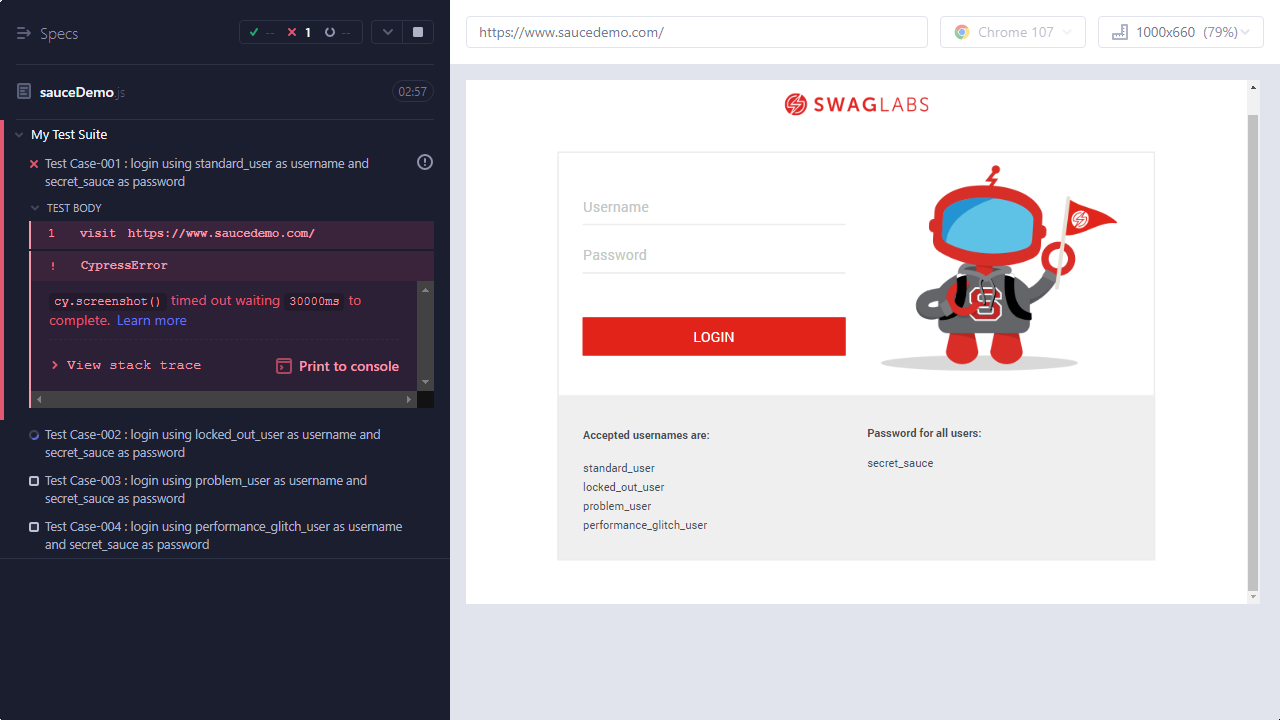 Specs
-- 1 --
sauceDemo.js
02:57
My Test Suite
Test Case-001 : login using standard_user as username and
secret_sauce as password
TEST BODY
1 visit https://www.saucedemo.com/
! CypressError
cy.screenshot() timed out waiting 30000ms to
complete. Learn more
View stack trace
Print to console
Test Case-002 : login using locked_out_user as username and
secret_sauce as password
Test Case-003 : login using problem_user as username and
secret_sauce as password
Test Case-004 : login using performance_glitch_user as username
and secret_sauce as password
https://www.saucedemo.com/
Chrome 107
1000x660 (79%)
SWAGLABS
Username
Password
LOGIN
S
Accepted usernames are:
standard_user
locked_out_user
problem_user
performance_glitch_user
Password for all users:
secret_sauce